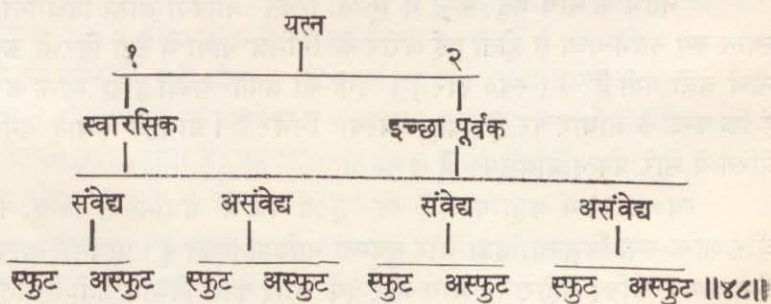 यत्न
१ २
स्वारसिक इच्छा पूर्वक
संवेद्य असंवेद्य संवेद्य असंवेद्य
स्फुट अस्फुट स्फुट अस्फुट स्फुट अस्फुट स्फुट अस्फुट ॥४८॥